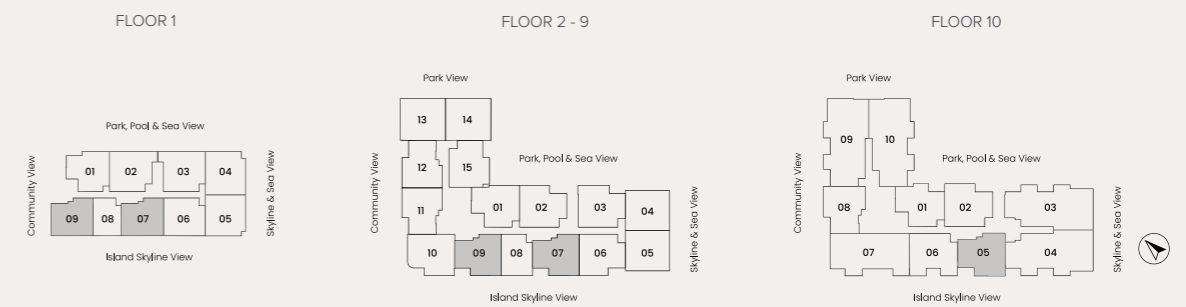 FLOOR 1
Park, Pool & Sea View
Community View
01
02
03
04
09
08
07
06
05
Skyline & Sea View
Island Skyline View
FLOOR 2 - 9
Park View
13
14
12
15
Park, Pool & Sea View
Community View
11
01
02
03
04
10
09
08
07
06
05
Skyline & Sea View
Island Skyline View
FLOOR 10
Park View
09
10
Park, Pool & Sea View
Community View
08
01
02
03
07
06
05
04
Skyline & Sea View
Island Skyline View